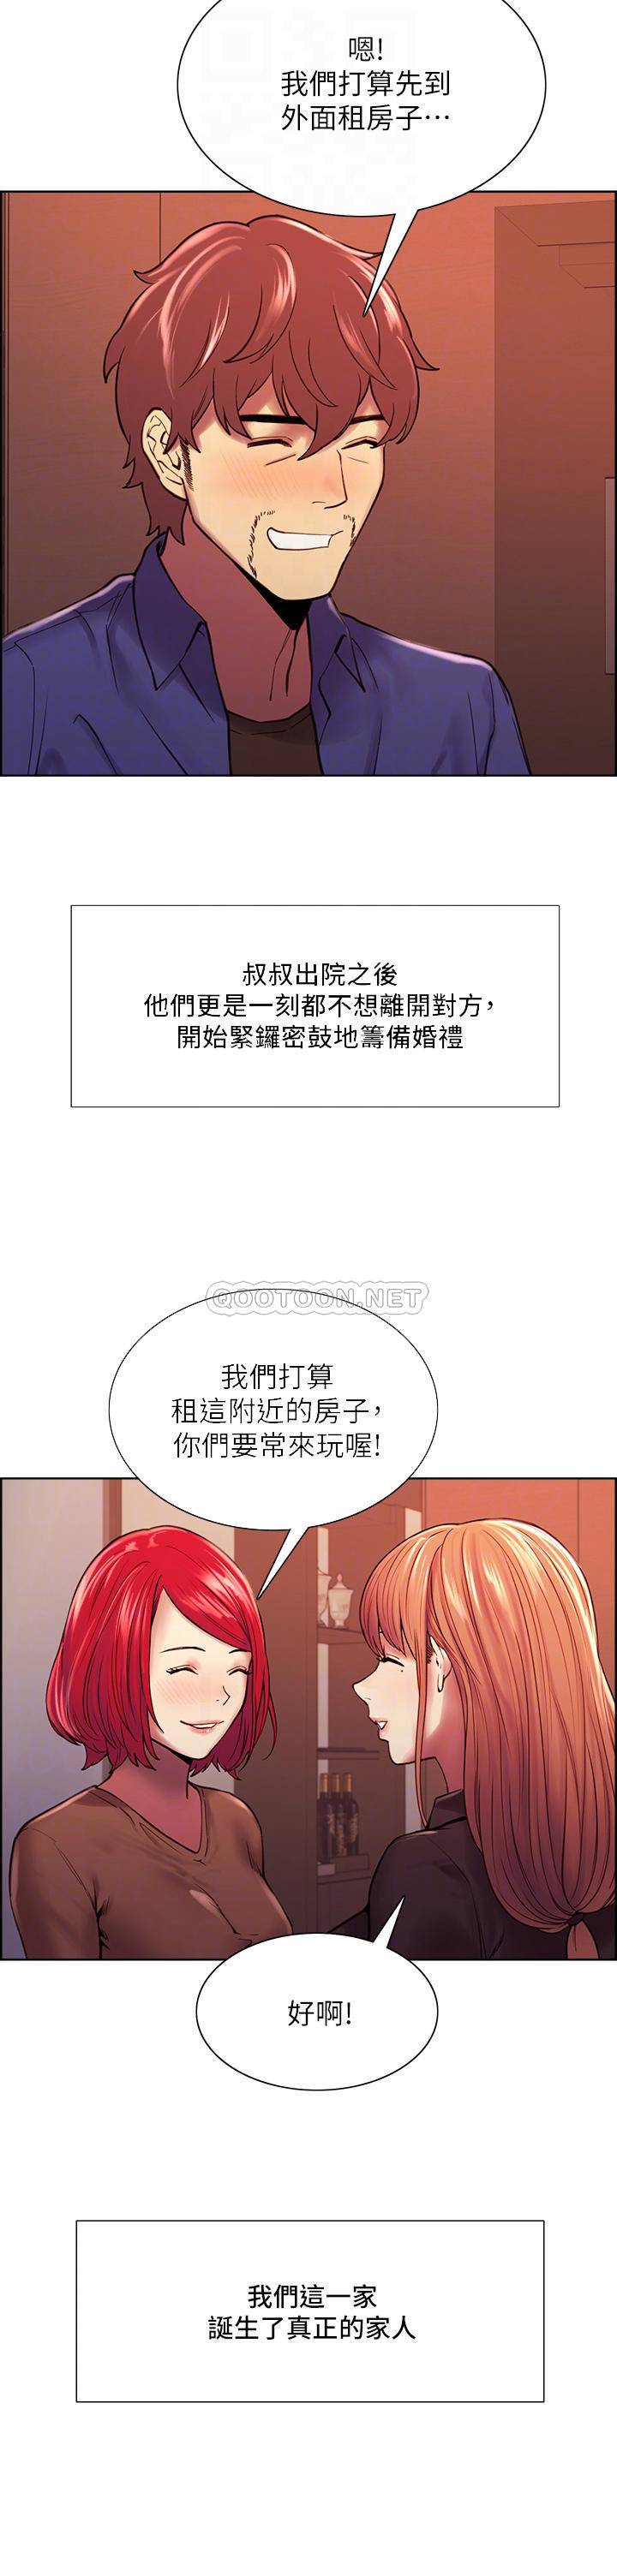 嗯!
我們打算先到
外面租房子…
叔叔出院之後
他們更是一刻都不想離開對方,
開始緊鑼密鼓地籌備婚禮
QOOTOON.NET
我們打算
租這附近的房子,
你們要常來玩喔!
好啊!
我們這一家
誕生了真正的家人